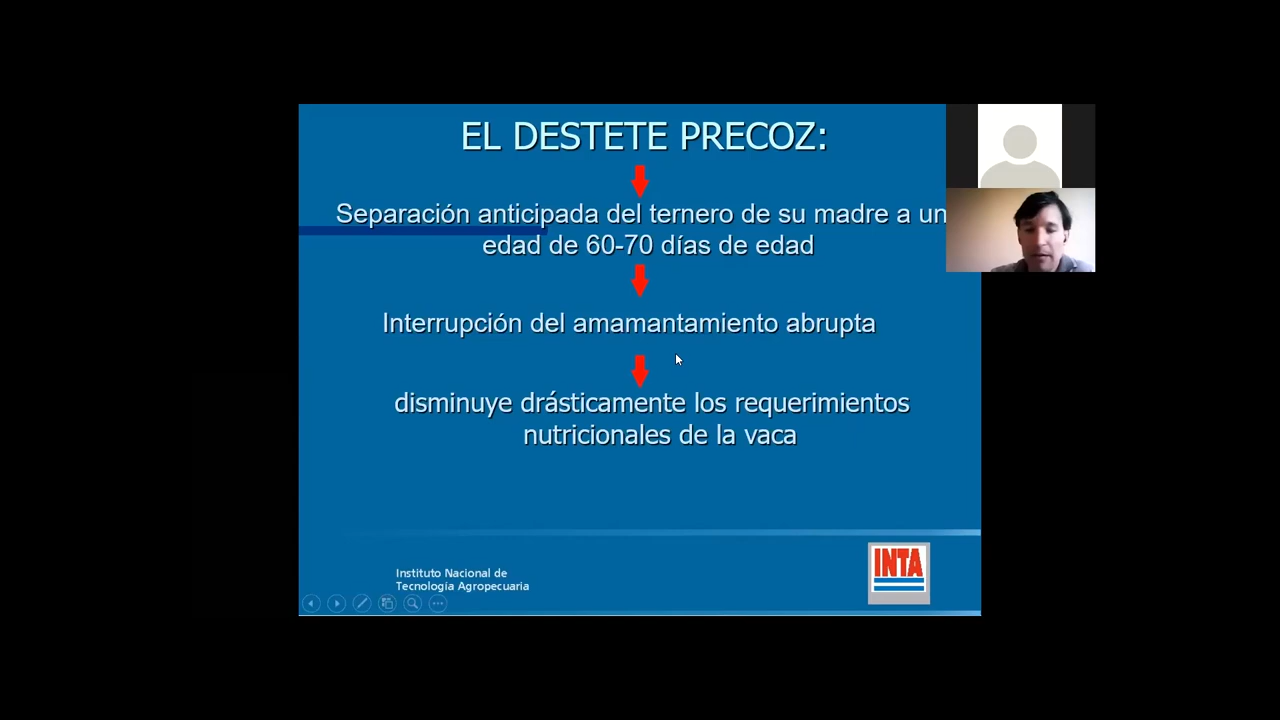 EL DESTETE PRECOZ:
Separación anticipada del ternero de su madre a un
edad de 60-70 días de edad
Interrupción del amamantamiento abrupta
disminuye drásticamente los requerimientos
nutricionales de la vaca
Instituto Nacional de
Tecnología Agropecuaria
INTA